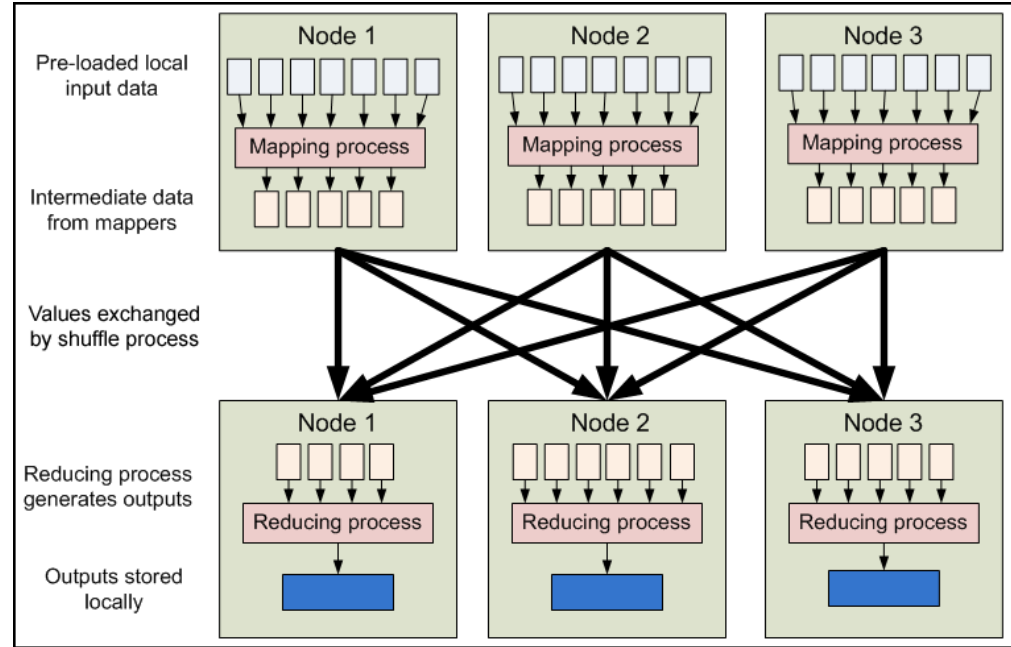 Node 1
Node 2
Node 3
Pre-loaded local
input data
Mapping process
Mapping process
Mapping process
Intermediate data
from mappers
Values exchanged
by shuffle process
Node 1
Node 2
Node 3
Reducing process
generates outputs
Reducing process
Reducing process
Reducing process
Outputs stored
locally